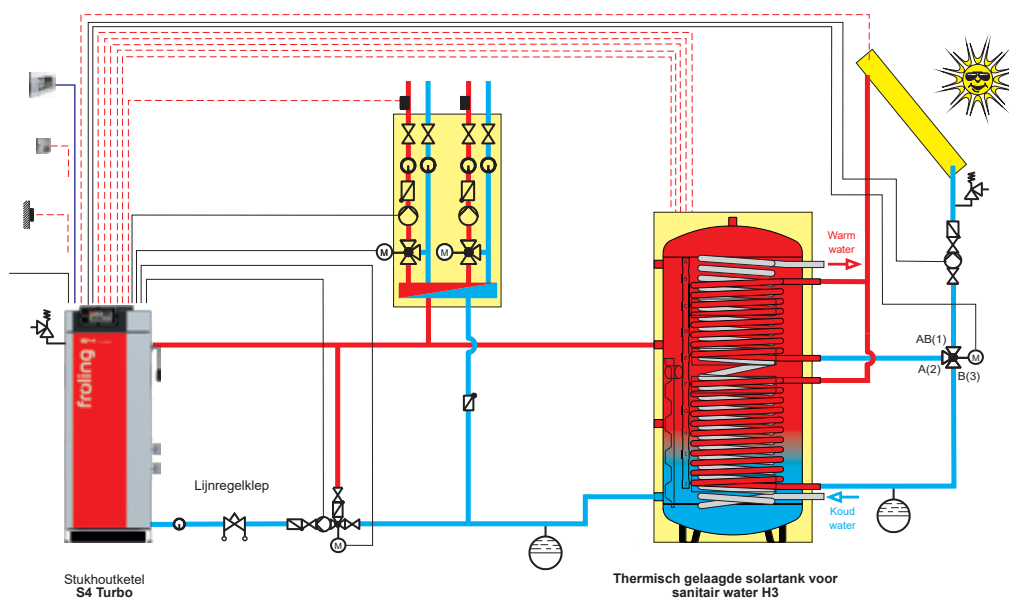 Warm
water
M
M
AB(1)
M
A(2)
B(3)
froling
Lijnregelklep
Koud
water
M
Stukhoutketel
S4 Turbo
Thermisch gelaagde solartank voor
sanitair water H3